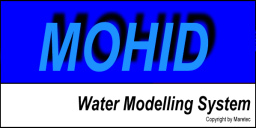 MOHID
Water Modelling System
Copyright by Maretec